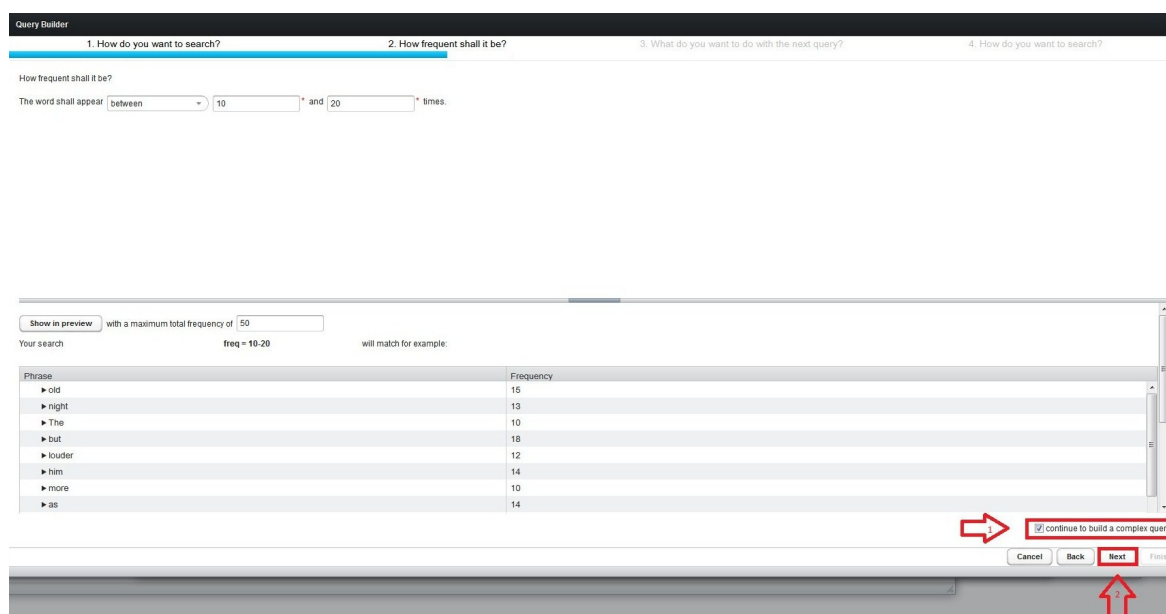 Query Builder
1. How do you want to search? 2. How frequent shall it be? 3. What do you want to do with the next query? 4. How do you want to search?
How frequent shall it be?
The word shall appear between 10 * and 20 * times.
Show in preview with a maximum total frequency of 50
Your search freq = 10-20 will match for example:
Phrase Frequency
old 15
night 13
The 10
but 18
louder 12
him 14
more 10
as 14
1 continue to build a complex quer
Cancel Back Next Finis
2